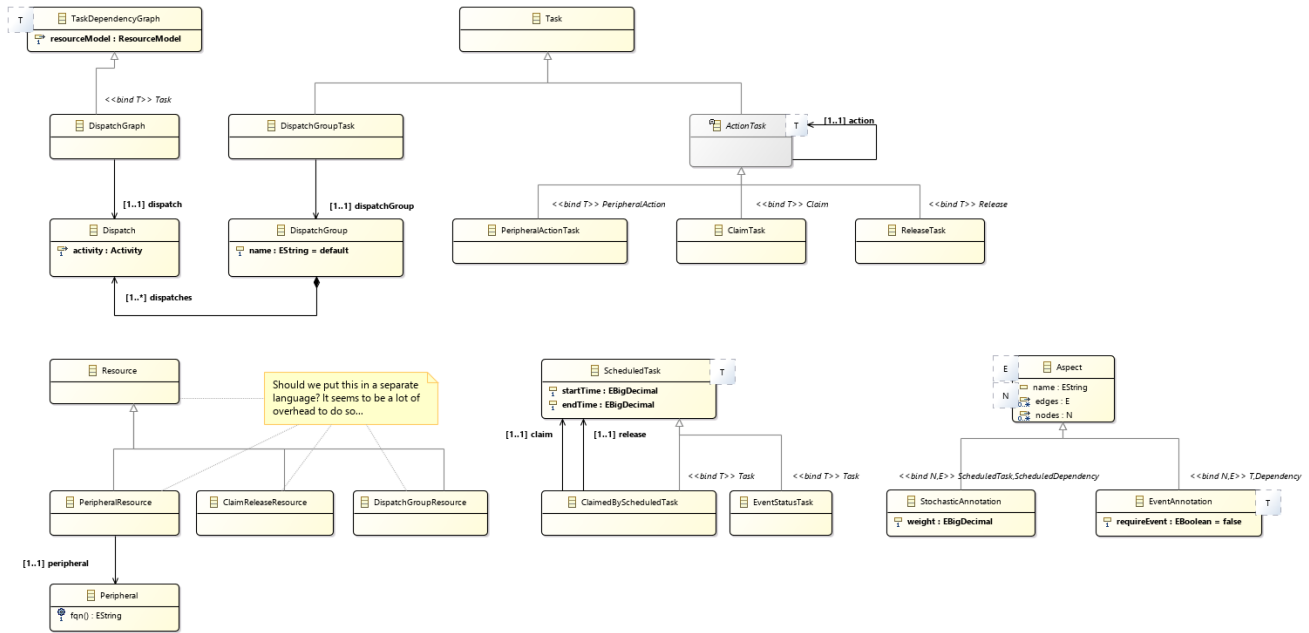 T
TaskDependencyGraph
resourceModel : ResourceModel
Task
<<bind T>> Task
DispatchGraph
DispatchGroupTask
ActionTask
T
[1..1] action
[1..1] dispatch
[1..1] dispatchGroup
<<bind T>> PeripheralAction
<<bind T>> Claim
<<bind T>> Release
Dispatch
activity : Activity
DispatchGroup
name : EString = default
PeripheralActionTask
ClaimTask
ReleaseTask
[1..*] dispatches
Resource
Should we put this in a separate
language? It seems to be a lot of
overhead to do so...
ScheduledTask
T
startTime : EBigDecimal
endTime : EBigDecimal
E
N
Aspect
name : EString
edges : E
nodes : N
[1..1] claim
[1..1] release
<<bind T>> Task
<<bind T>> Task
<<bind N,E>> ScheduledTask,ScheduledDependency
<<bind N,E>> T,Dependency
PeripheralResource
ClaimReleaseResource
DispatchGroupResource
ClaimedByScheduledTask
EventStatusTask
StochasticAnnotation
weight : EBigDecimal
EventAnnotation
T
requireEvent : EBoolean = false
[1..1] peripheral
Peripheral
fqn() : EString